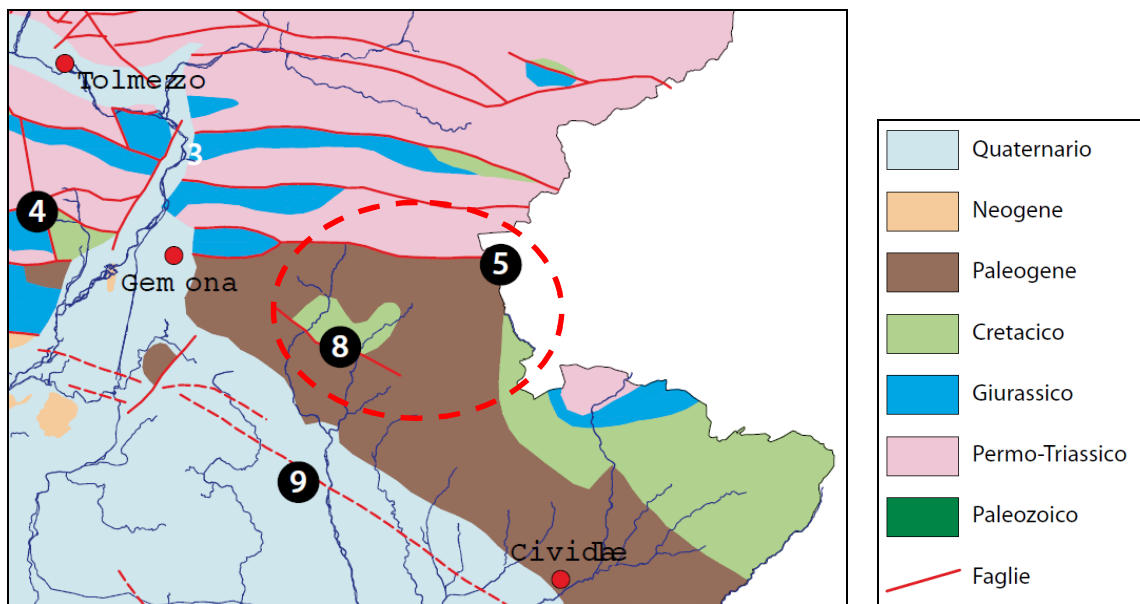 Tolmezzo
3
4
Gemona
5
8
9
Cividale
Quaternario
Neogene
Paleogene
Cretacico
Giurassico
Permo-Triassico
Paleozoico
Faglie